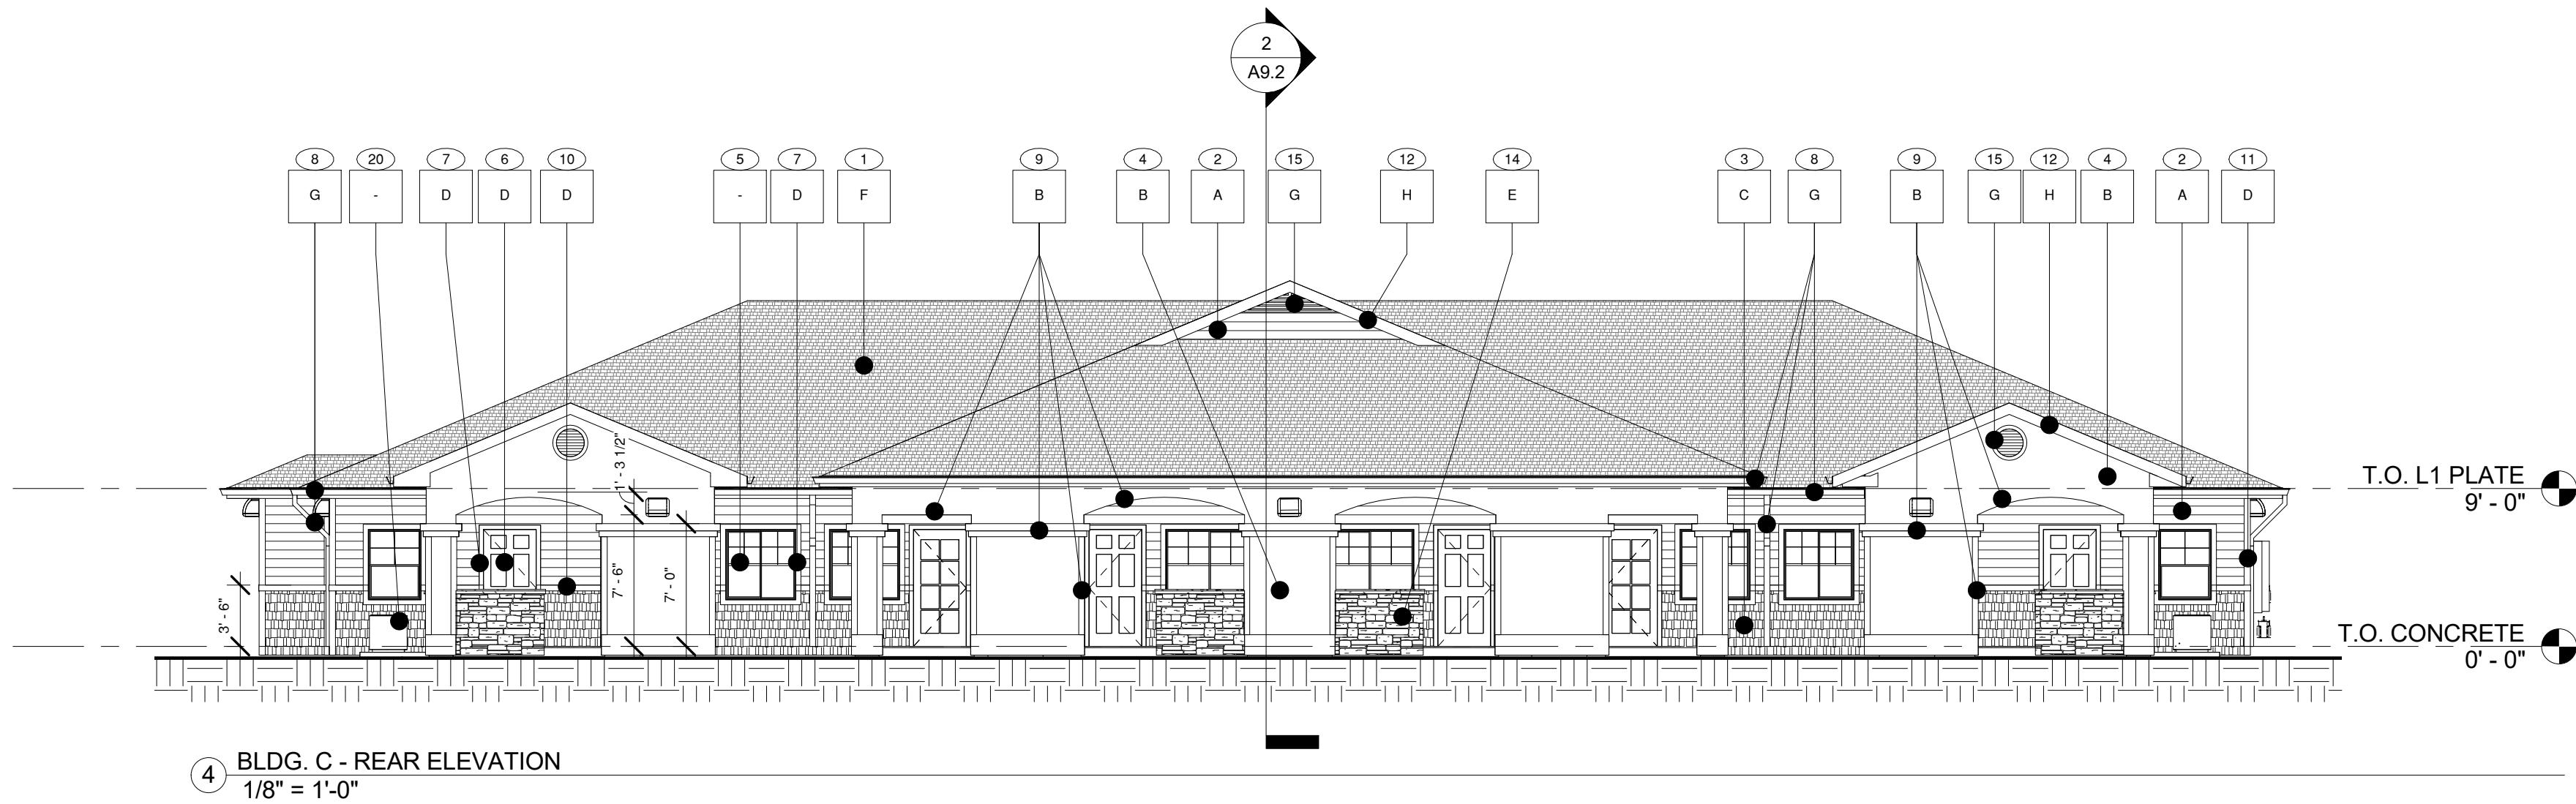 2
A9.2
8 20 7 6 10 5 7 1 9 4 2 15 12 14 3 8 9 15 12 4 2 11
G - D D D - D F B B A G H E C G B G H B A D
1' - 3 1/2"
7' - 6"
7' - 0"
3' - 6"
T.O. L1 PLATE
9' - 0"
T.O. CONCRETE
0' - 0"
4 BLDG. C - REAR ELEVATION
1/8" = 1'-0"